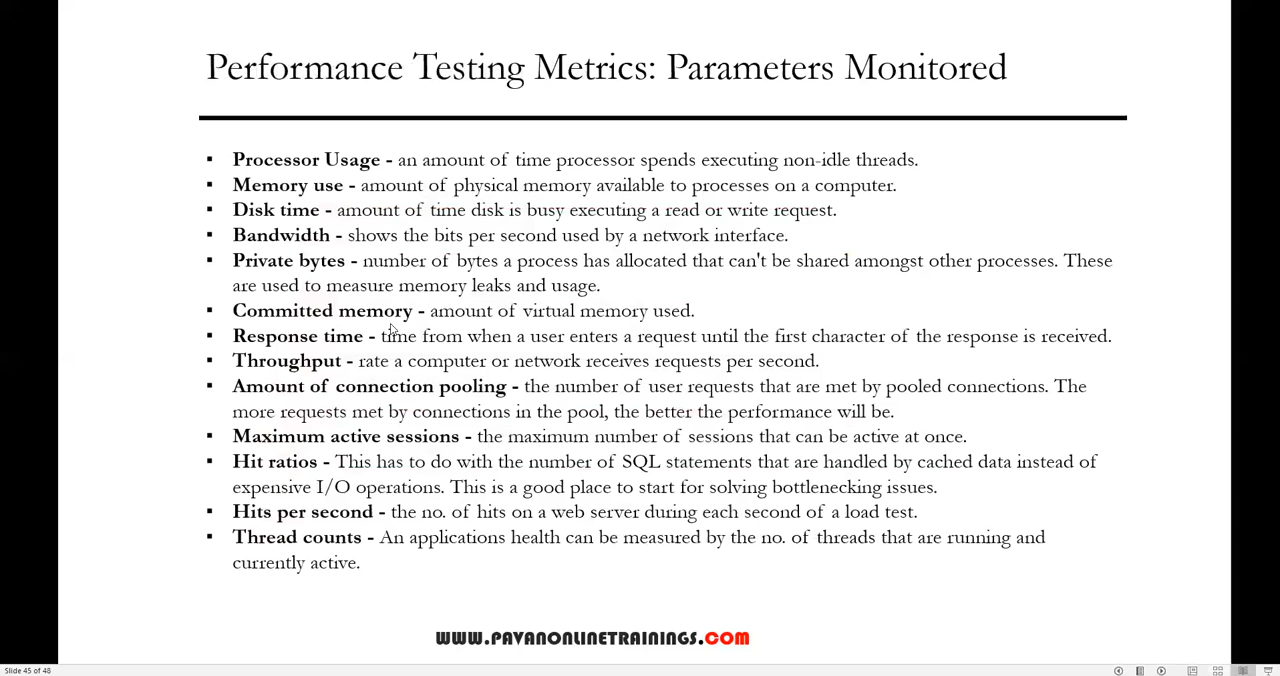 Performance Testing Metrics: Parameters Monitored
▪ Processor Usage - an amount of time processor spends executing non-idle threads.
▪ Memory use - amount of physical memory available to processes on a computer.
▪ Disk time - amount of time disk is busy executing a read or write request.
▪ Bandwidth - shows the bits per second used by a network interface.
▪ Private bytes - number of bytes a process has allocated that can't be shared amongst other processes. These
are used to measure memory leaks and usage.
▪ Committed memory - amount of virtual memory used.
▪ Response time - time from when a user enters a request until the first character of the response is received.
▪ Throughput - rate a computer or network receives requests per second.
▪ Amount of connection pooling - the number of user requests that are met by pooled connections. The
more requests met by connections in the pool, the better the performance will be.
▪ Maximum active sessions - the maximum number of sessions that can be active at once.
▪ Hit ratios - This has to do with the number of SQL statements that are handled by cached data instead of
expensive I/O operations. This is a good place to start for solving bottlenecking issues.
▪ Hits per second - the no. of hits on a web server during each second of a load test.
▪ Thread counts - An applications health can be measured by the no. of threads that are running and
currently active.
WWW.PAVANONLINETRAININGS.COM
Slide 45 of 48